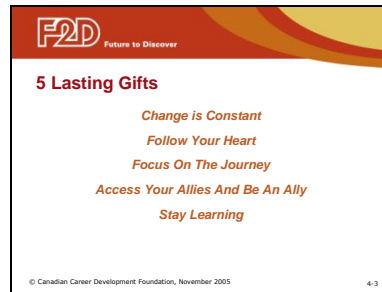 F2D Future to Discover
5 Lasting Gifts
Change is Constant
Follow Your Heart
Focus On The Journey
Access Your Allies And Be An Ally
Stay Learning
© Canadian Career Development Foundation, November 2005 4-3